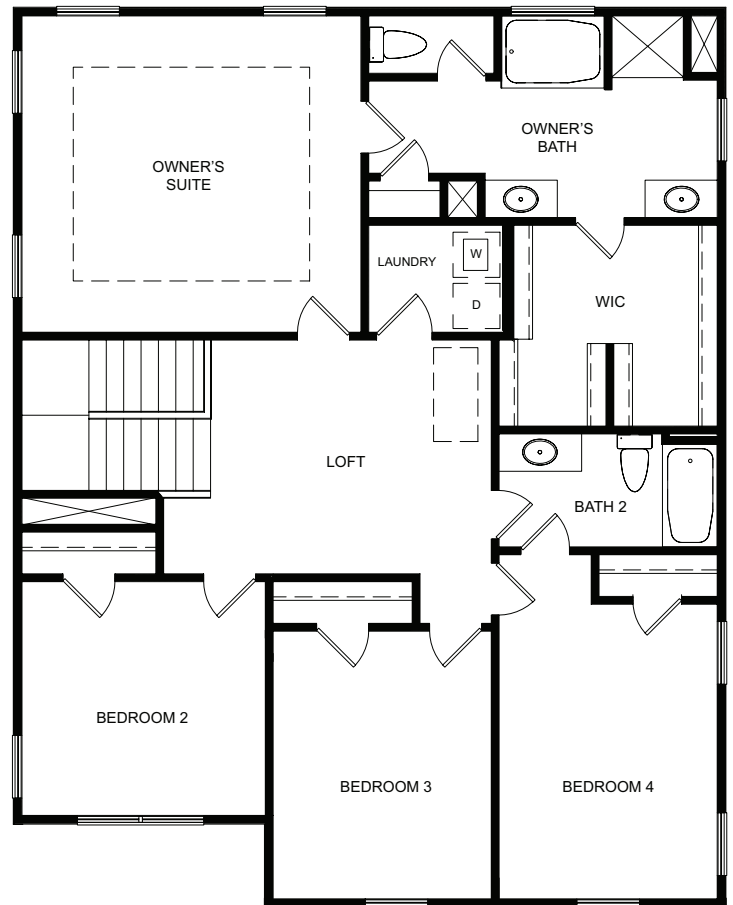 OWNER'S
SUITE
OWNER'S
BATH
LAUNDRY
W
D
WIC
LOFT
BATH 2
BEDROOM 2
BEDROOM 3
BEDROOM 4